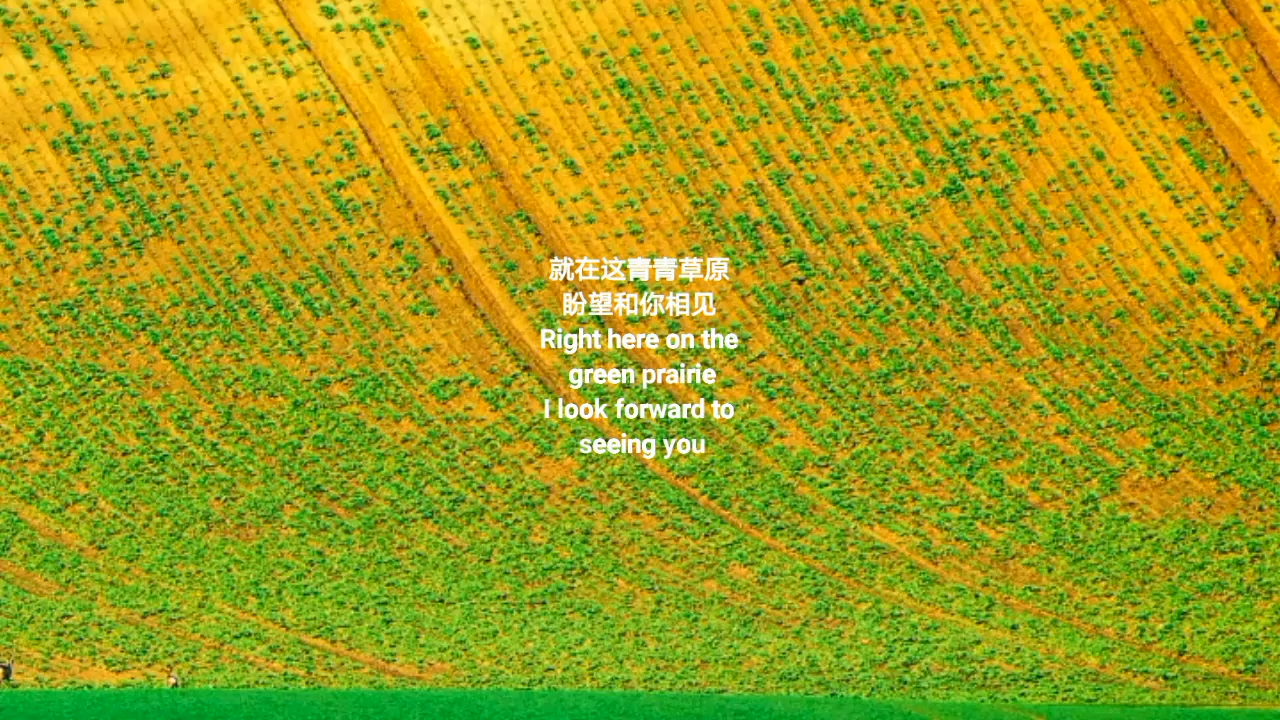 就在这青青草原
盼望和你相见
Right here on the
green prairie
I look forward to
seeing you